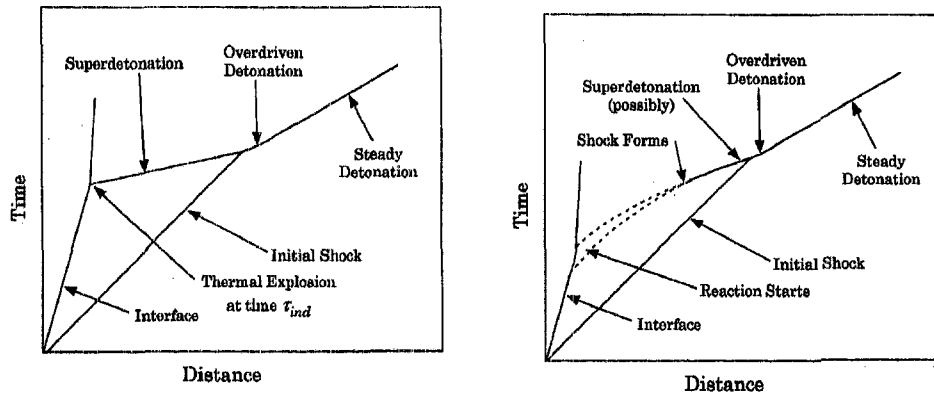 Superdetonation
Overdriven
Detonation
Steady
Detonation
Initial Shock
Thermal Explosion
at time τind
Interface
Time
Distance
Overdriven
Detonation
Superdetonation
(possibly)
Shock Forms
Steady
Detonation
Initial Shock
Reaction Starts
Interface
Time
Distance